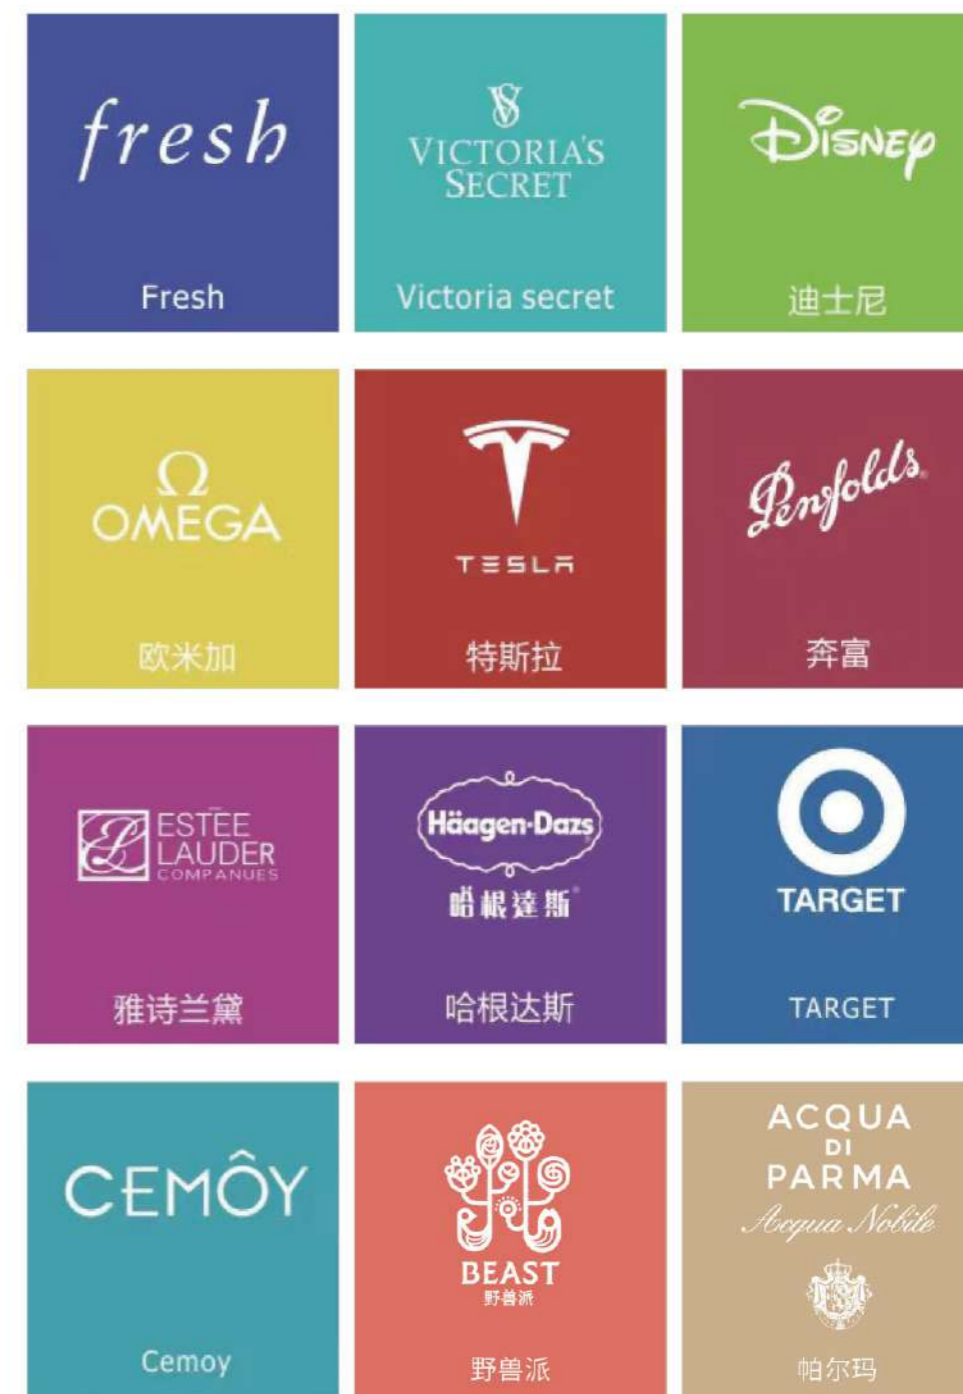 fresh
Fresh
VS
VICTORIA'S
SECRET
Victoria secret
DISNEY
迪士尼
Ω
OMEGA
欧米加
TESLA
特斯拉
Penfolds
奔富
ESTĒE
LAUDER
COMPANUES
雅诗兰黛
Häagen-Dazs
哈根達斯
哈根达斯
TARGET
TARGET
CEMÔY
Cemoy
BEAST
野兽派
野兽派
ACQUA
DI
PARMA
Acqua Nobile
帕尔玛